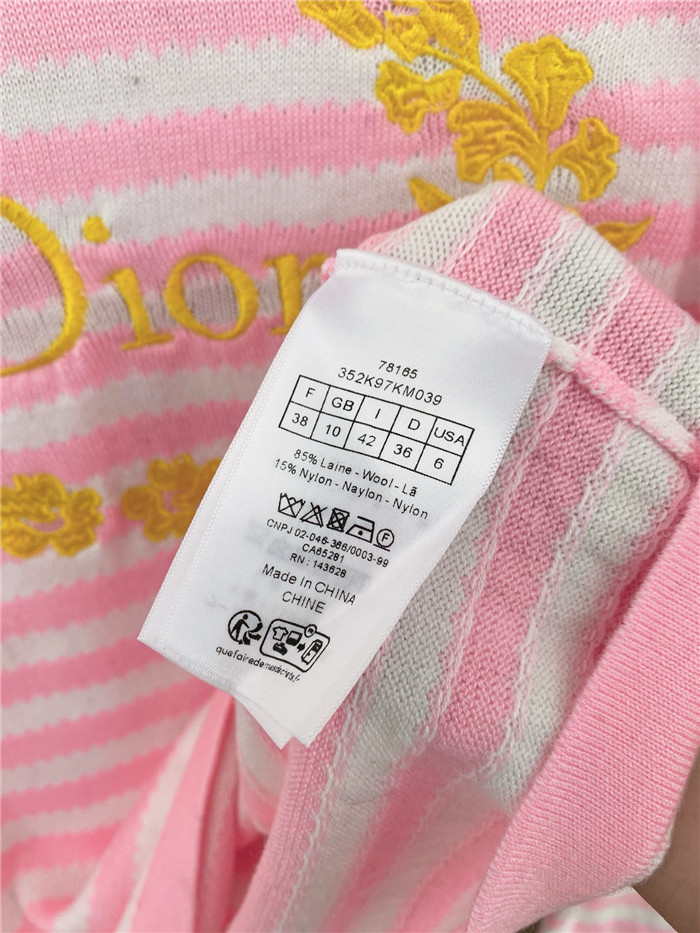 Dior
78165
352K97KM039
F GB I D USA
38 10 42 36 6
85% Laine - Wool - Lã
15% Nylon - Naylon - Nylon
F
CNPJ 02-046-366/0003-99
CA65281
RN : 143628
Made In CHINA
CHINE